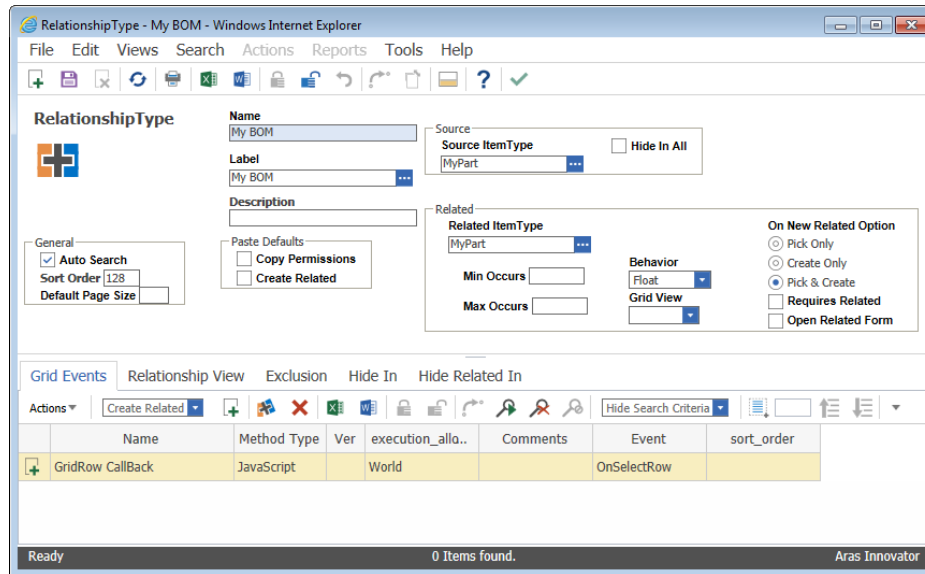 RelationshipType - My BOM - Windows Internet Explorer
File Edit Views Search Actions Reports Tools Help
RelationshipType
Name
My BOM
Label
My BOM
Description
Source
Source ItemType
MyPart
Hide In All
General
Auto Search
Sort Order 128
Default Page Size
Paste Defaults
Copy Permissions
Create Related
Related
Related ItemType
MyPart
Min Occurs
Max Occurs
Behavior
Float
Grid View
On New Related Option
Pick Only
Create Only
Pick & Create
Requires Related
Open Related Form
Grid Events Relationship View Exclusion Hide In Hide Related In
Actions Create Related Hide Search Criteria
Name Method Type Ver execution_allo.. Comments Event sort_order
GridRow CallBack JavaScript World OnSelectRow
Ready 0 Items found. Aras Innovator